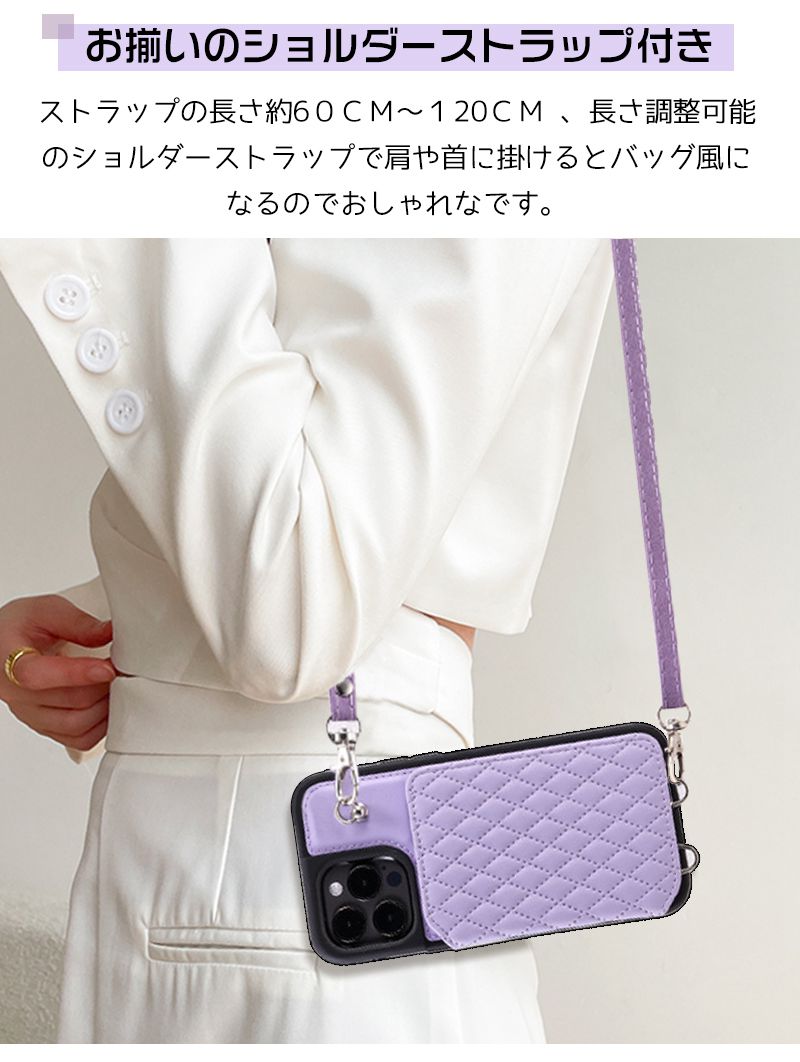 お揃いのショルダーストラップ付き
ストラップの長さ約6０ＣＭ～１20ＣＭ 、長さ調整可能
のショルダーストラップで肩や首に掛けるとバッグ風に
なるのでおしゃれなです。